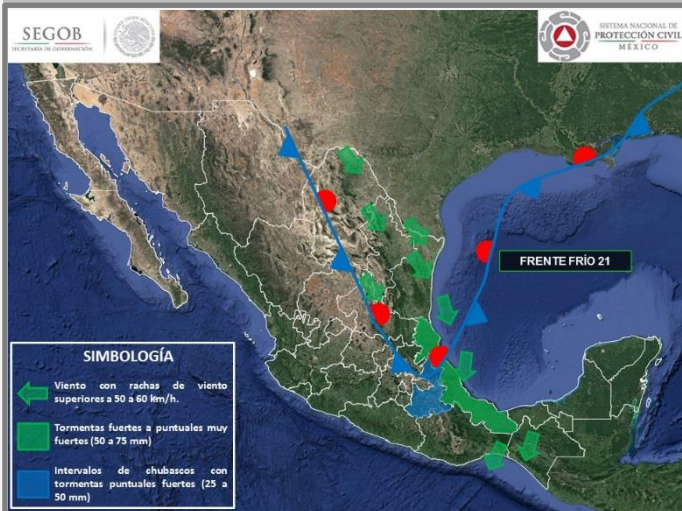 SEGOB
SECRETARÍA DE GOBERNACIÓN
SISTEMA NACIONAL DE
PROTECCIÓN CIVIL
MÉXICO
FRENTE FRÍO 21
SIMBOLOGÍA
Viento con rachas de viento
superiores a 50 a 60 km/h.
Tormentas fuertes a puntuales muy
fuertes (50 a 75 mm)
Intervalos de chubascos con
tormentas puntuales fuertes (25 a
50 mm)